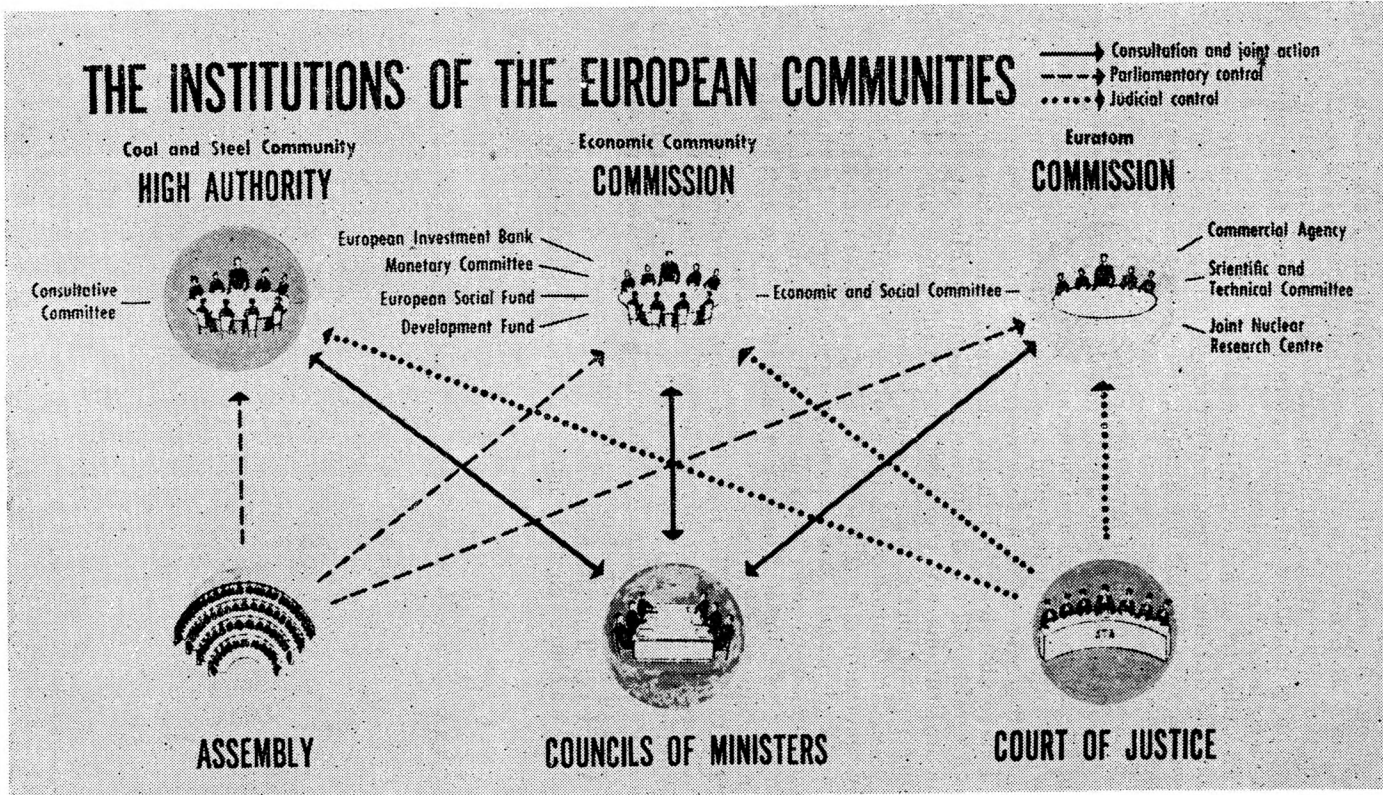 THE INSTITUTIONS OF THE EUROPEAN COMMUNITIES
Consultation and joint action
Parliamentary control
Judicial control
Coal and Steel Community
HIGH AUTHORITY
Economic Community
COMMISSION
Euratom
COMMISSION
Consultative
Committee
European Investment Bank
Monetary Committee
European Social Fund
Development Fund
Economic and Social Committee
Commercial Agency
Scientific and
Technical Committee
Joint Nuclear
Research Centre
ASSEMBLY
COUNCILS OF MINISTERS
COURT OF JUSTICE